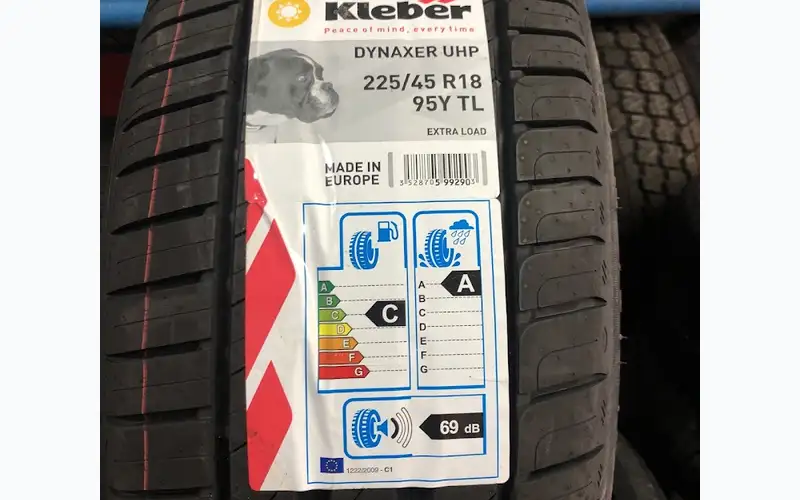 Kleber
Peace of mind, every time
DYNAXER UHP
225/45 R18
95Y TL
EXTRA LOAD
MADE IN
EUROPE
3 528705 992903
A
B
C
D
E
F
G
C
A
B
C
D
E
F
G
A
69 dB
1222/2009 - C1